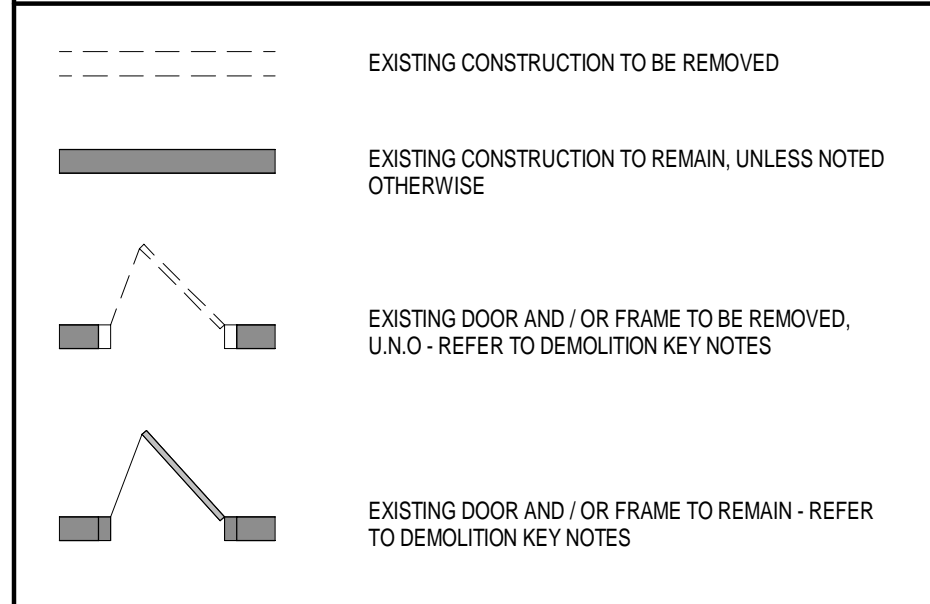 EXISTING CONSTRUCTION TO BE REMOVED
EXISTING CONSTRUCTION TO REMAIN, UNLESS NOTED
OTHERWISE
EXISTING DOOR AND / OR FRAME TO BE REMOVED,
U.N.O - REFER TO DEMOLITION KEY NOTES
EXISTING DOOR AND / OR FRAME TO REMAIN - REFER
TO DEMOLITION KEY NOTES